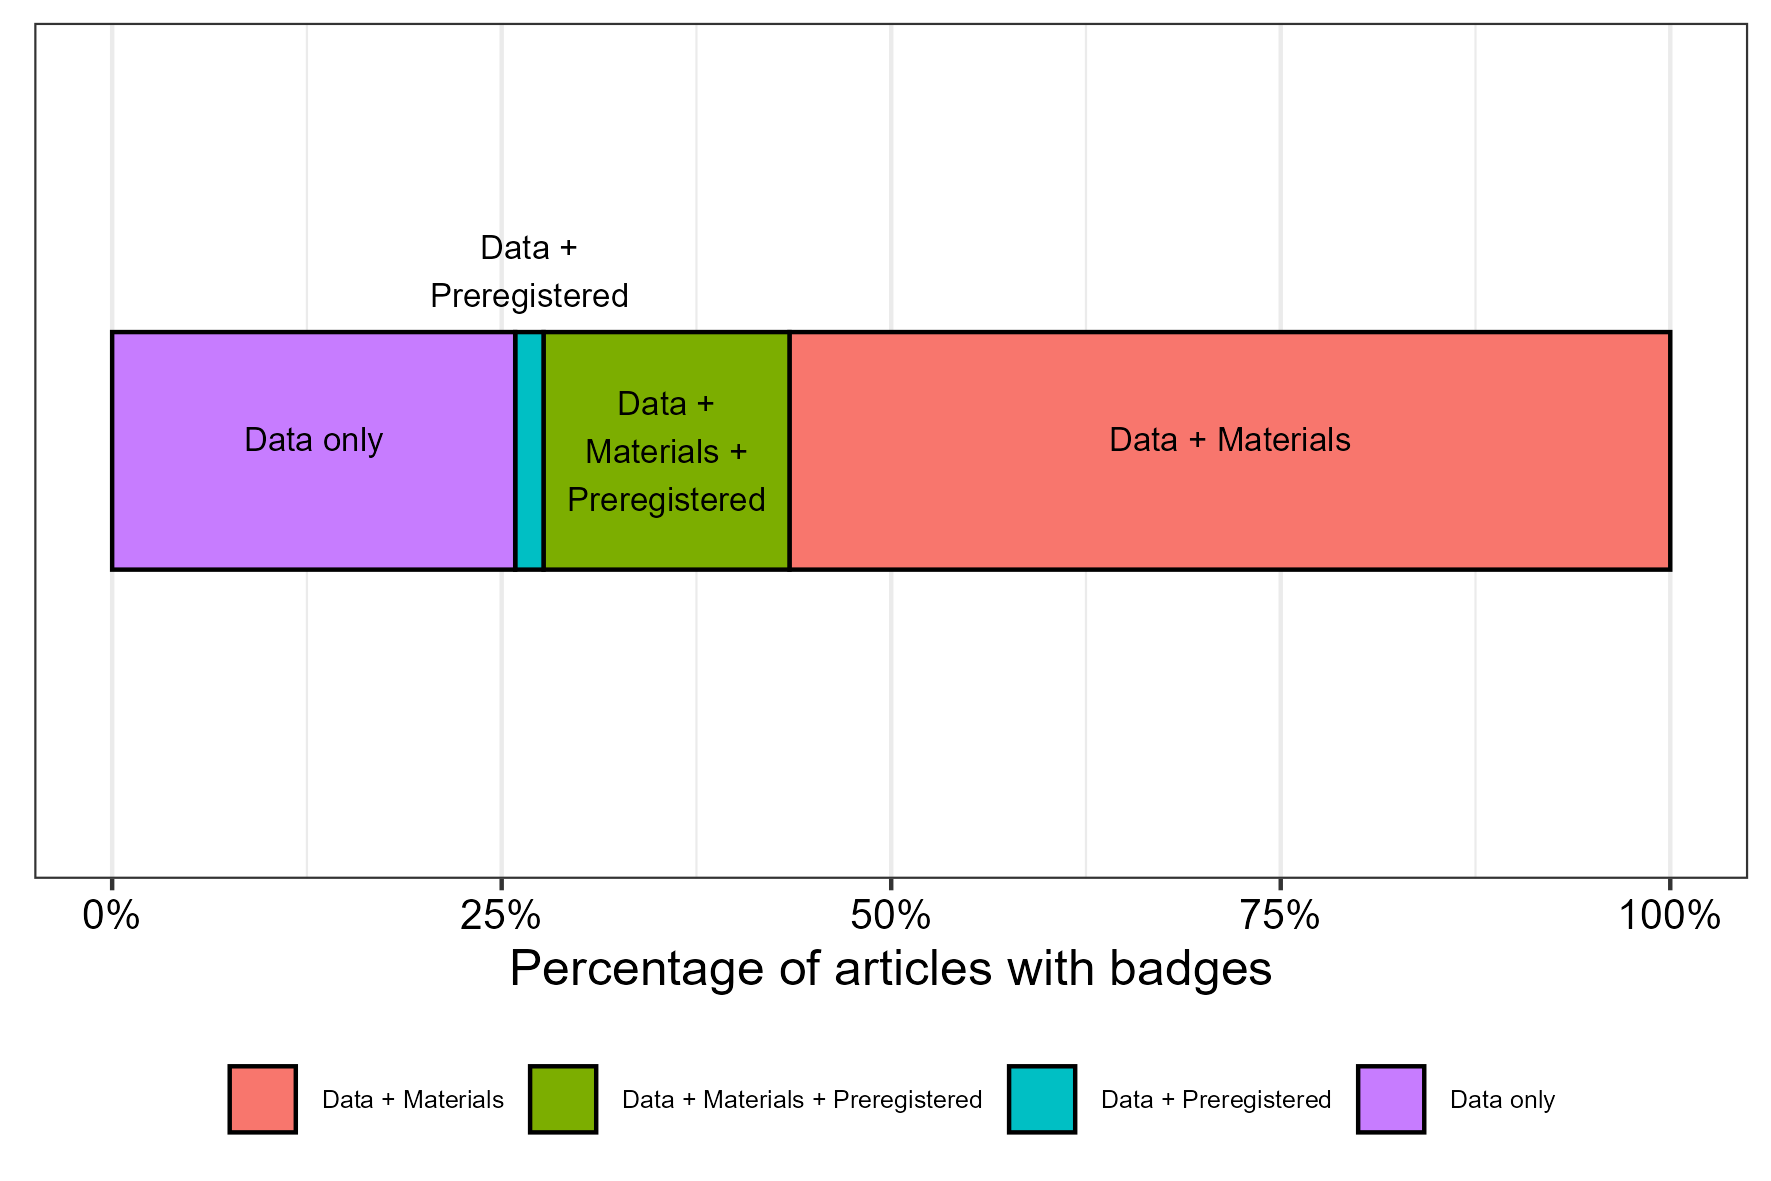 Data +
Preregistered
Data only
Data +
Materials +
Preregistered
Data + Materials
0%
25%
50%
75%
100%
Percentage of articles with badges
Data + Materials
Data + Materials + Preregistered
Data + Preregistered
Data only